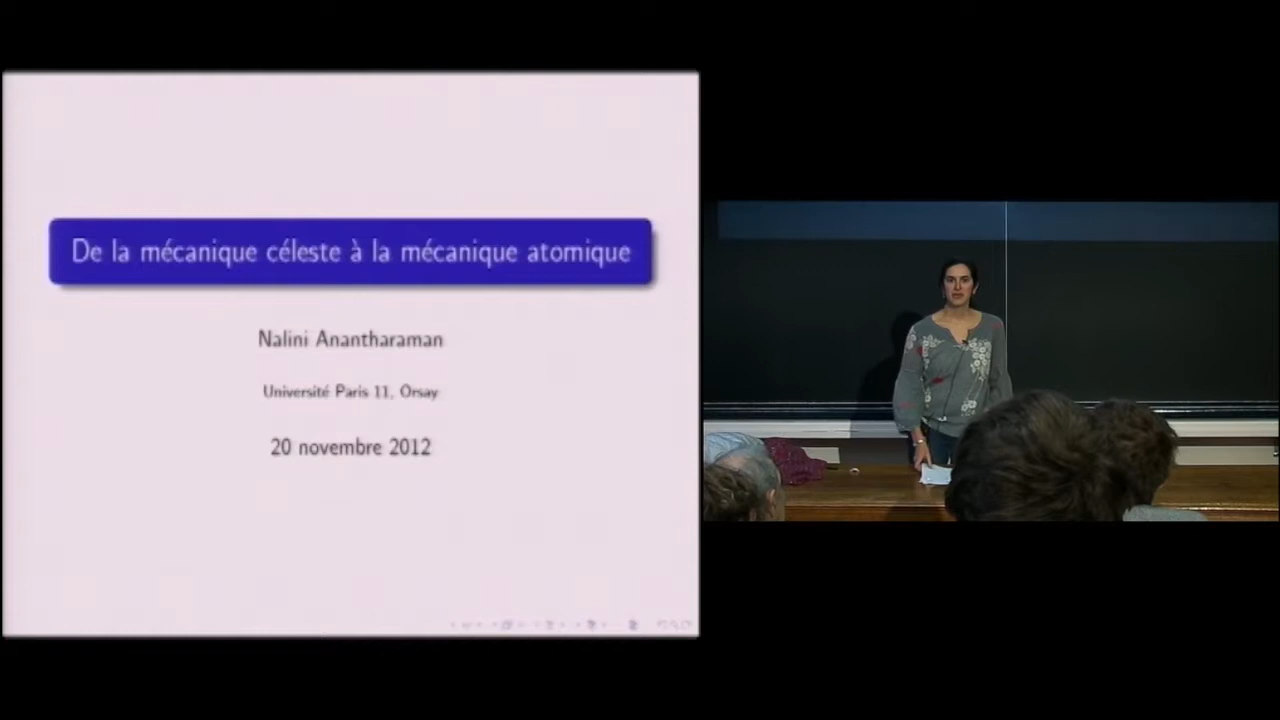 De la mécanique céleste à la mécanique atomique
Nalini Anantharaman
Université Paris 11, Orsay
20 novembre 2012